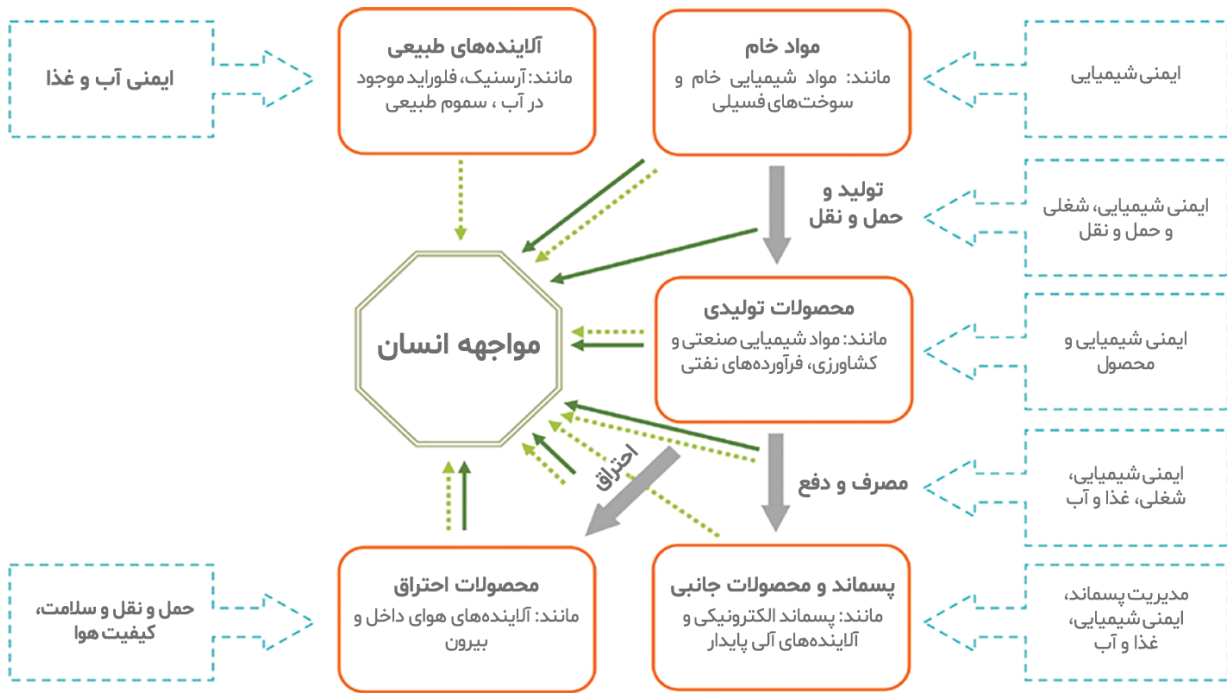 ایمنی شیمیایی
مواد خام
مانند: مواد شیمیایی خام و
سوخت‌های فسیلی
آلاینده‌های طبیعی
مانند: آرسنیک، فلوراید موجود
در آب ، سموم طبیعی
ایمنی آب و غذا
ایمنی شیمیایی، شغلی
و حمل و نقل
تولید و
حمل و نقل
ایمنی شیمیایی و
محصول
محصولات تولیدی
مانند: مواد شیمیایی صنعتی و
کشاورزی، فرآورده‌های نفتی
مواجهه انسان
ایمنی شیمیایی،
شغلی، غذا و آب
مصرف و دفع
احتراق
مدیریت پسماند،
ایمنی شیمیایی،
غذا و آب
پسماند و محصولات جانبی
مانند: پسماند الکترونیکی و
آلاینده‌های آلی پایدار
محصولات احتراق
مانند: آلاینده‌های هوای داخل و
بیرون
حمل و نقل و سلامت،
کیفیت هوا